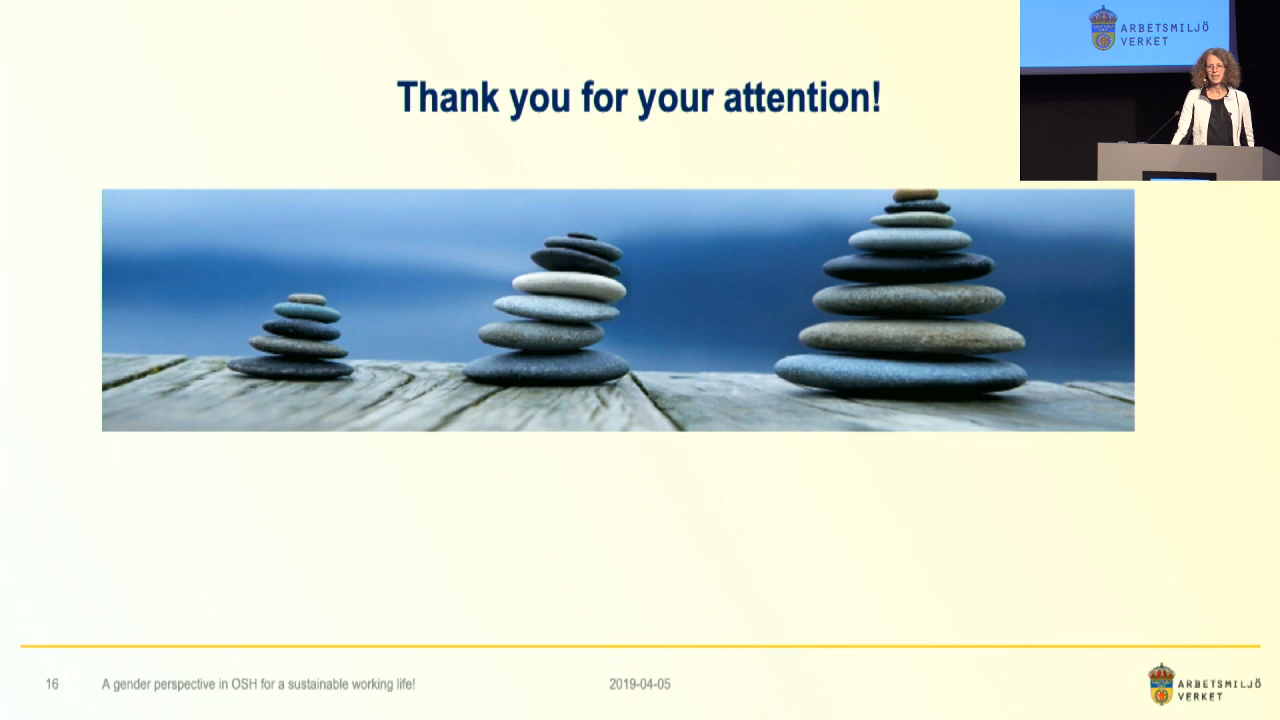 ARBETSMILJÖ
VERKET
Thank you for your attention!
16 A gender perspective in OSH for a sustainable working life! 2019-04-05
ARBETSMILJÖ
VERKET